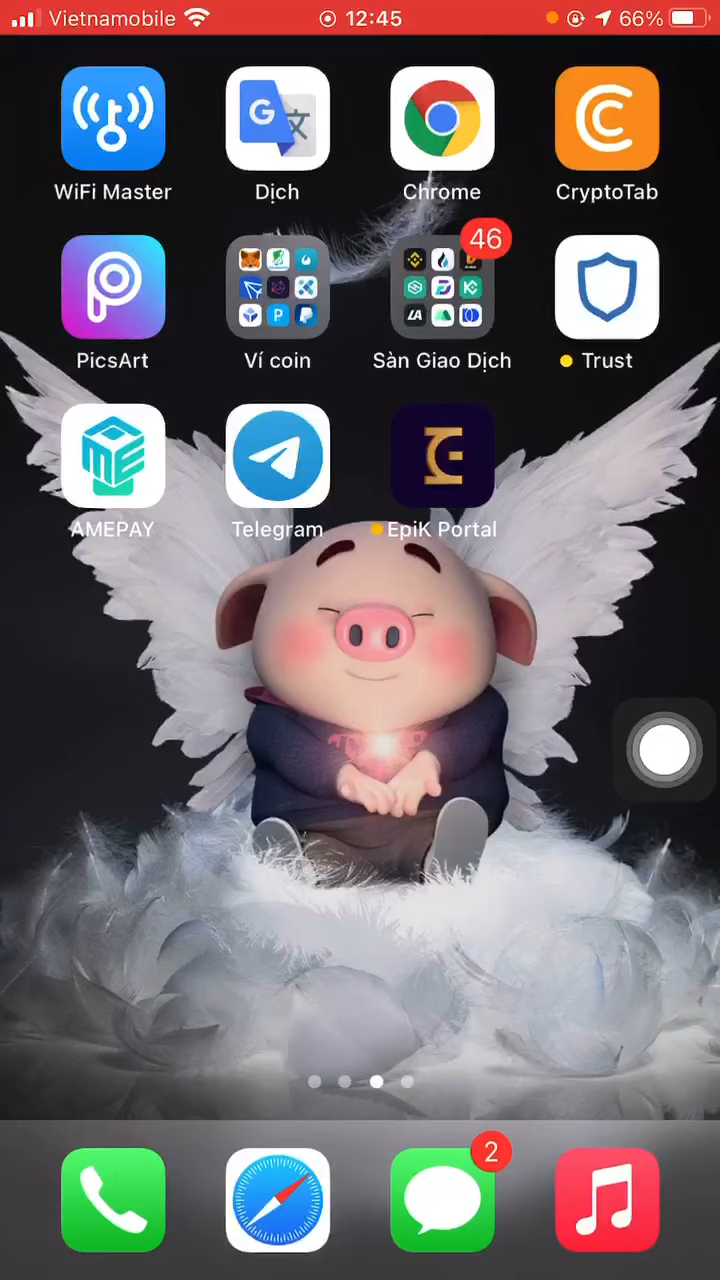 Vietnamobile 12:45 66%
WiFi Master Dịch Chrome CryptoTab
46
PicsArt Ví coin Sàn Giao Dịch Trust
AMEPAY Telegram EpiK Portal
2